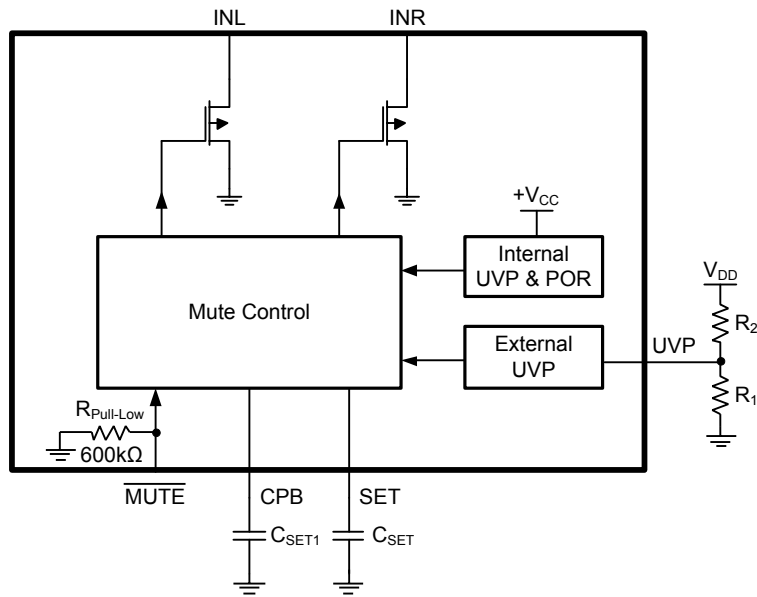 INL
INR
+VCC
Internal
UVP & POR
Mute Control
External
UVP
UVP
VDD
R2
R1
RPull-Low
600kΩ
MUTE
CPB
SET
CSET1
CSET